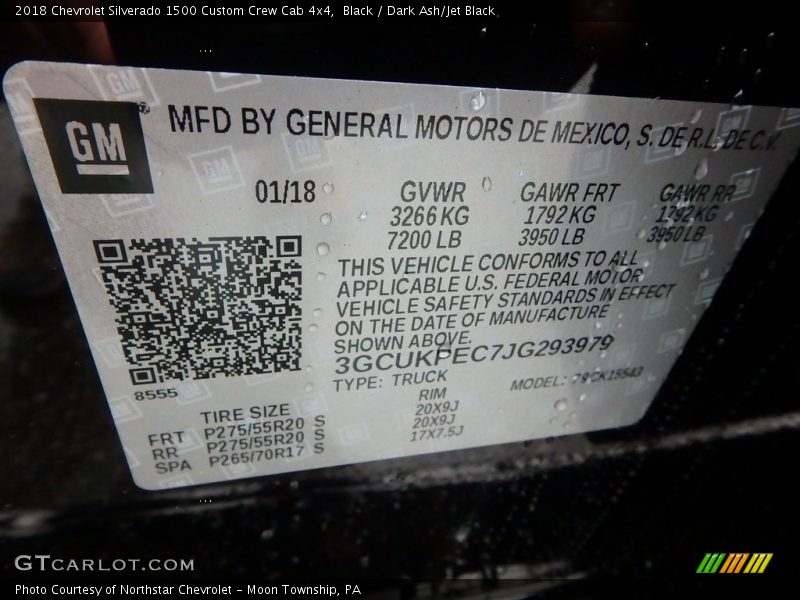 2018 Chevrolet Silverado 1500 Custom Crew Cab 4x4, Black / Dark Ash/Jet Black
GM® MFD BY GENERAL MOTORS DE MEXICO, S. DE R.L. DE C.V.
01/18 GVWR GAWR FRT GAWR RR
3266 KG 1792 KG 1792 KG
7200 LB 3950 LB 3950 LB
THIS VEHICLE CONFORMS TO ALL
APPLICABLE U.S. FEDERAL MOTOR
VEHICLE SAFETY STANDARDS IN EFFECT
ON THE DATE OF MANUFACTURE
SHOWN ABOVE.
3GCUKPEC7JG293979
8555
TYPE: TRUCK MODEL: 79CK15543
TIRE SIZE RIM
FRT P275/55R20 S 20X9J
RR P275/55R20 S 20X9J
SPA P265/70R17 S 17X7.5J
GTCARLOT.COM
Photo Courtesy of Northstar Chevrolet - Moon Township, PA